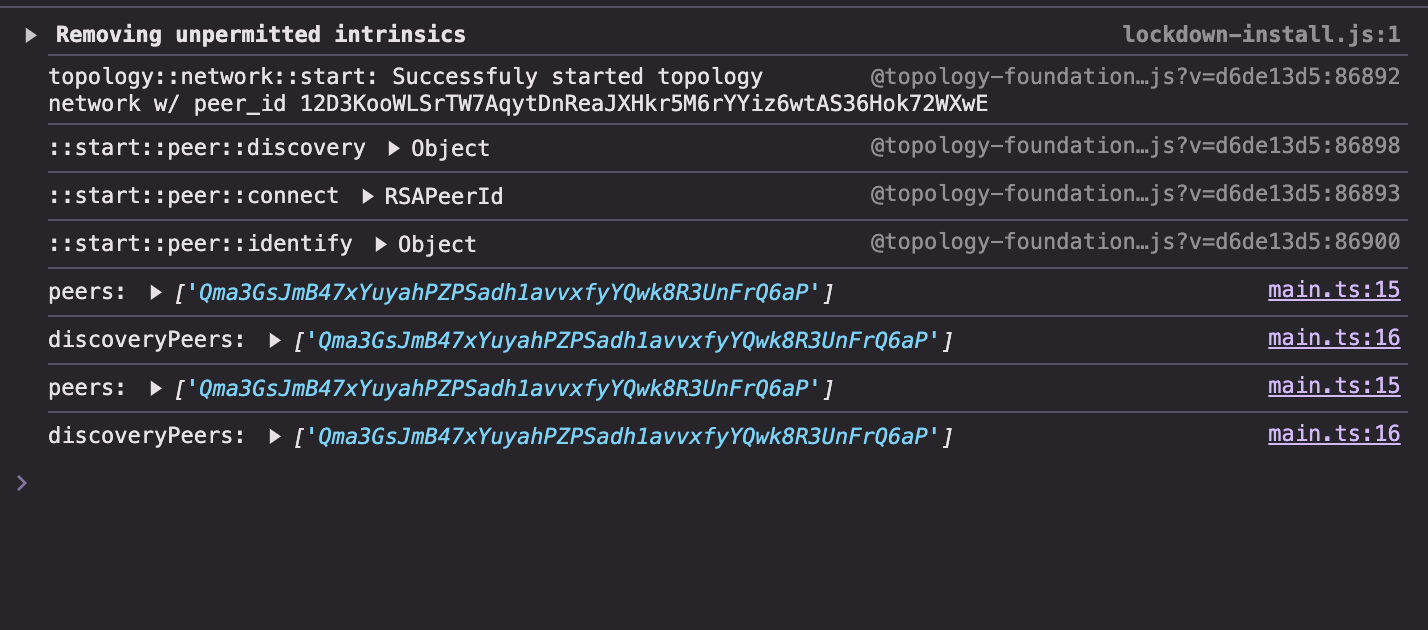 Removing unpermitted intrinsics lockdown-install.js:1
topology::network::start: Successfuly started topology @topology-foundation…js?v=d6de13d5:86892
network w/ peer_id 12D3KooWLSrTW7AqytDnReaJXHkr5M6rYYiz6wtAS36Hok72WXwE
::start::peer::discovery ▶ Object @topology-foundation…js?v=d6de13d5:86898
::start::peer::connect ▶ RSAPeerId @topology-foundation…js?v=d6de13d5:86893
::start::peer::identify ▶ Object @topology-foundation…js?v=d6de13d5:86900
peers: ▶ ['Qma3GsJmB47xYuyahPZPSadh1avvxfyYQwk8R3UnFrQ6aP'] main.ts:15
discoveryPeers: ▶ ['Qma3GsJmB47xYuyahPZPSadh1avvxfyYQwk8R3UnFrQ6aP'] main.ts:16
peers: ▶ ['Qma3GsJmB47xYuyahPZPSadh1avvxfyYQwk8R3UnFrQ6aP'] main.ts:15
discoveryPeers: ▶ ['Qma3GsJmB47xYuyahPZPSadh1avvxfyYQwk8R3UnFrQ6aP'] main.ts:16